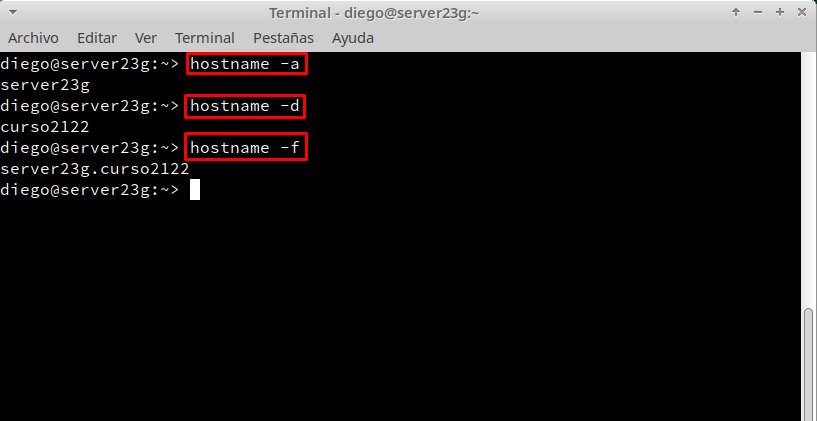 Terminal - diego@server23g:~
Archivo Editar Ver Terminal Pestañas Ayuda
diego@server23g:~> hostname -a
server23g
diego@server23g:~> hostname -d
curso2122
diego@server23g:~> hostname -f
server23g.curso2122
diego@server23g:~>